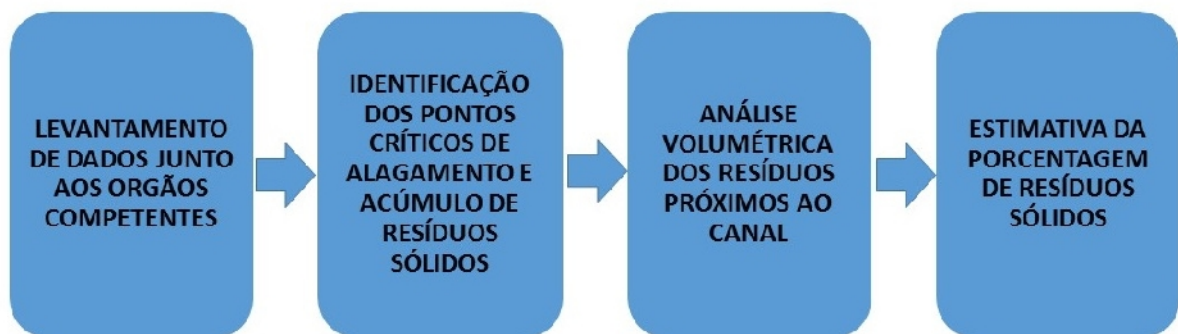 LEVANTAMENTO
DE DADOS JUNTO
AOS ORGÃOS
COMPETENTES
IDENTIFICAÇÃO
DOS PONTOS
CRÍTICOS DE
ALAGAMENTO E
ACÚMULO DE
RESÍDUOS
SÓLIDOS
ANÁLISE
VOLUMÉTRICA
DOS RESÍDUOS
PRÓXIMOS AO
CANAL
ESTIMATIVA DA
PORCENTAGEM
DE RESÍDUOS
SÓLIDOS